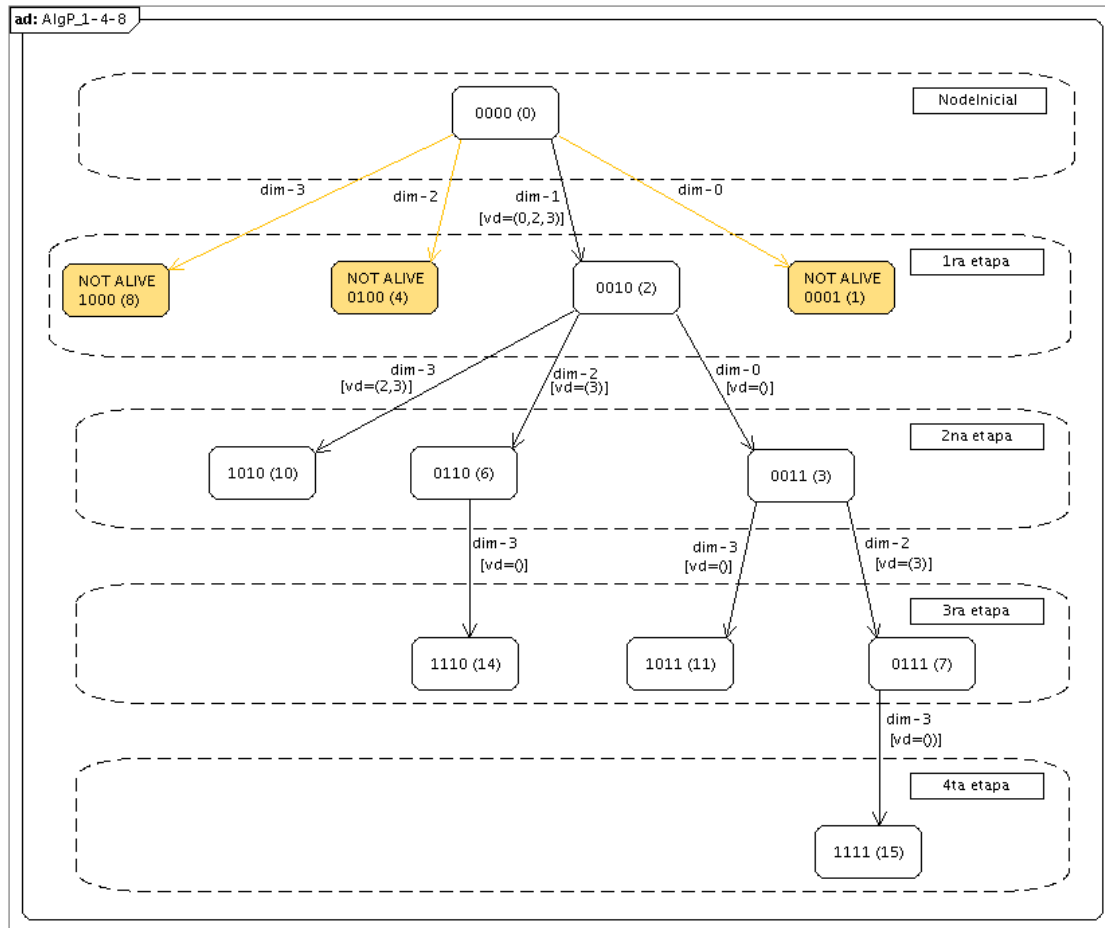 ad: AlgP_1-4-8
NodeInicial
0000 (0)
dim-3
dim-2
dim-1
[vd=(0,2,3)]
dim-0
1ra etapa
NOT ALIVE
1000 (8)
NOT ALIVE
0100 (4)
0010 (2)
NOT ALIVE
0001 (1)
dim-3
[vd=(2,3)]
dim-2
[vd=(3)]
dim-0
[vd=()]
2na etapa
1010 (10)
0110 (6)
0011 (3)
dim-3
[vd=()]
dim-3
[vd=()]
dim-2
[vd=(3)]
3ra etapa
1110 (14)
1011 (11)
0111 (7)
dim-3
[vd=())]
4ta etapa
1111 (15)